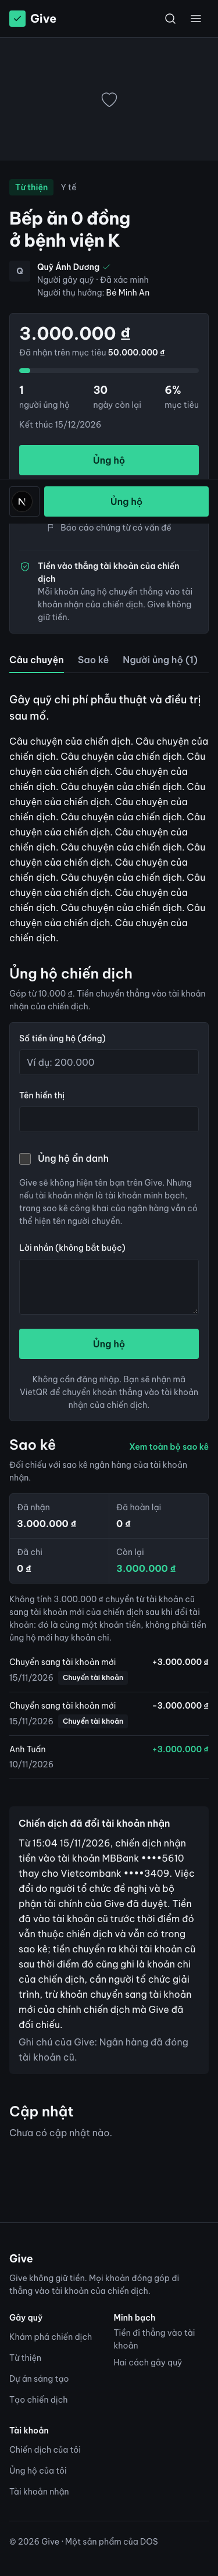 Give
Từ thiện
Y tế
Bếp ăn 0 đồng
ở bệnh viện K
Q
Quỹ Ánh Dương
Người gây quỹ · Đã xác minh
Người thụ hưởng: Bé Minh An
3.000.000 ₫
Đã nhận trên mục tiêu 50.000.000 ₫
1
người ủng hộ
30
ngày còn lại
6%
mục tiêu
Kết thúc 15/12/2026
Ủng hộ
N
Ủng hộ
Báo cáo chứng từ có vấn đề
Tiền vào thẳng tài khoản của chiến
dịch
Mỗi khoản ủng hộ chuyển thẳng vào tài
khoản nhận của chiến dịch. Give không
giữ tiền.
Câu chuyện
Sao kê
Người ủng hộ (1)
Gây quỹ chi phí phẫu thuật và điều trị
sau mổ.
Câu chuyện của chiến dịch. Câu chuyện của
chiến dịch. Câu chuyện của chiến dịch. Câu
chuyện của chiến dịch. Câu chuyện của
chiến dịch. Câu chuyện của chiến dịch. Câu
chuyện của chiến dịch. Câu chuyện của
chiến dịch. Câu chuyện của chiến dịch. Câu
chuyện của chiến dịch. Câu chuyện của
chiến dịch. Câu chuyện của chiến dịch. Câu
chuyện của chiến dịch. Câu chuyện của
chiến dịch. Câu chuyện của chiến dịch. Câu
chuyện của chiến dịch. Câu chuyện của
chiến dịch. Câu chuyện của chiến dịch. Câu
chuyện của chiến dịch. Câu chuyện của
chiến dịch.
Ủng hộ chiến dịch
Góp từ 10.000 ₫. Tiền chuyển thẳng vào tài khoản
nhận của chiến dịch.
Số tiền ủng hộ (đồng)
Ví dụ: 200.000
Tên hiển thị
Ủng hộ ẩn danh
Give sẽ không hiện tên bạn trên Give. Nhưng
nếu tài khoản nhận là tài khoản minh bạch,
trang sao kê công khai của ngân hàng vẫn có
thể hiện tên người chuyển.
Lời nhắn (không bắt buộc)
Ủng hộ
Không cần đăng nhập. Bạn sẽ nhận mã
VietQR để chuyển khoản thẳng vào tài khoản
nhận của chiến dịch.
Sao kê
Xem toàn bộ sao kê
Đối chiếu với sao kê ngân hàng của tài khoản
nhận.
Đã nhận
3.000.000 ₫
Đã hoàn lại
0 ₫
Đã chi
0 ₫
Còn lại
3.000.000 ₫
Không tính 3.000.000 ₫ chuyển từ tài khoản cũ
sang tài khoản mới của chiến dịch sau khi đổi tài
khoản: đó là cùng một khoản tiền, không phải tiền
ủng hộ mới hay khoản chi.
Chuyển sang tài khoản mới
+3.000.000 ₫
15/11/2026
Chuyển tài khoản
Chuyển sang tài khoản mới
−3.000.000 ₫
15/11/2026
Chuyển tài khoản
Anh Tuấn
+3.000.000 ₫
10/11/2026
Chiến dịch đã đổi tài khoản nhận
Từ 15:04 15/11/2026, chiến dịch nhận
tiền vào tài khoản MBBank ••••5610
thay cho Vietcombank ••••3409. Việc
đổi do người tổ chức đề nghị và bộ
phận tài chính của Give đã duyệt. Tiền
đã vào tài khoản cũ trước thời điểm đó
vẫn thuộc chiến dịch và vẫn có trong
sao kê; tiền chuyển ra khỏi tài khoản cũ
sau thời điểm đó cũng ghi là khoản chi
của chiến dịch, cần người tổ chức giải
trình, trừ khoản chuyển sang tài khoản
mới của chính chiến dịch mà Give đã
đối chiếu.
Ghi chú của Give: Ngân hàng đã đóng
tài khoản cũ.
Cập nhật
Chưa có cập nhật nào.
Give
Give không giữ tiền. Mọi khoản đóng góp đi
thẳng vào tài khoản của chiến dịch.
Gây quỹ
Khám phá chiến dịch
Từ thiện
Dự án sáng tạo
Tạo chiến dịch
Minh bạch
Tiền đi thẳng vào tài
khoản
Hai cách gây quỹ
Tài khoản
Chiến dịch của tôi
Ủng hộ của tôi
Tài khoản nhận
© 2026 Give · Một sản phẩm của DOS